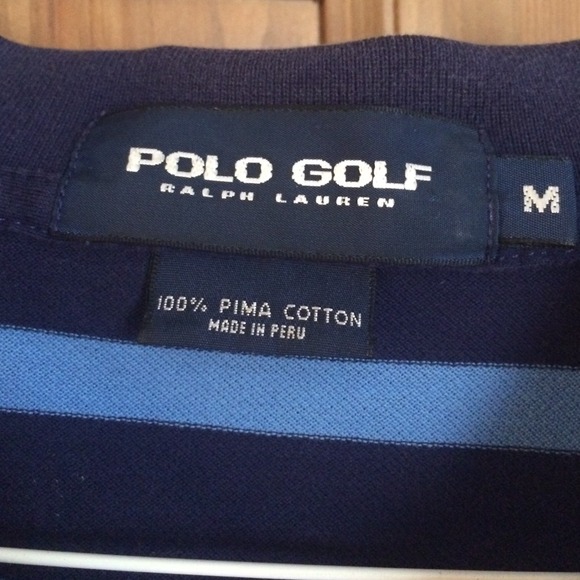 POLO GOLF
RALPH LAUREN
M
100% PIMA COTTON
MADE IN PERU